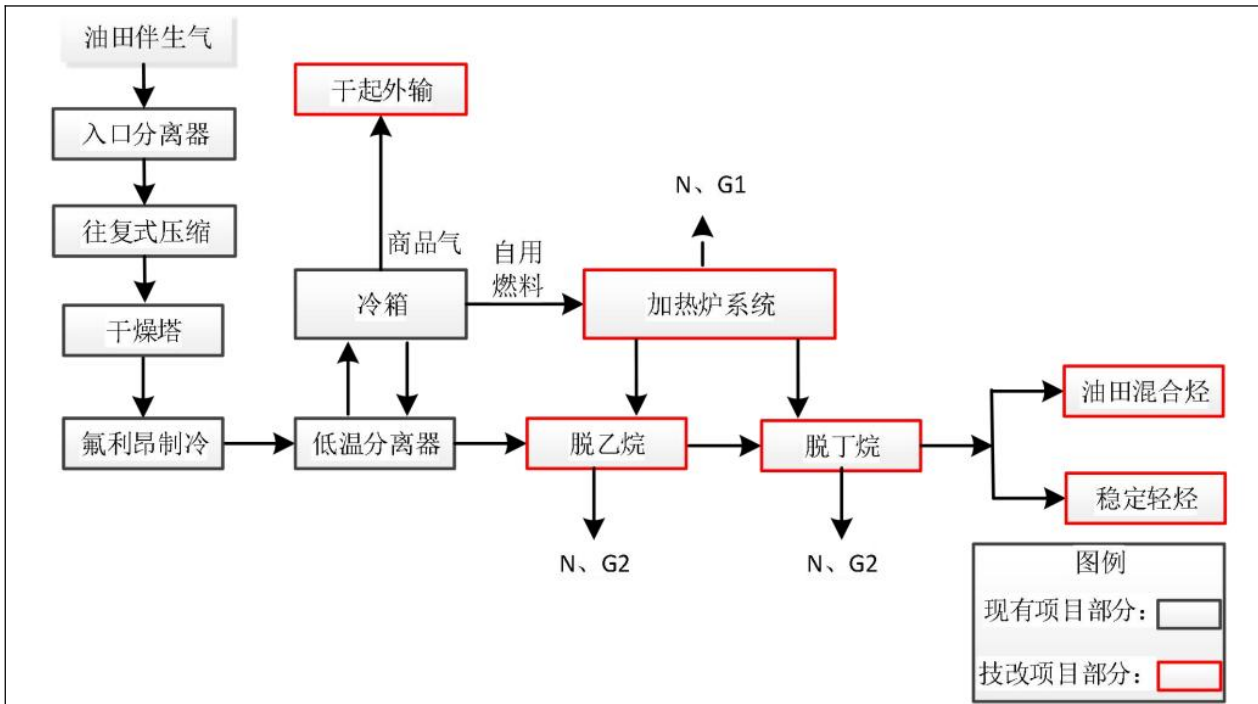 油田伴生气
入口分离器
往复式压缩
干燥塔
氟利昂制冷
干起外输
商品气
自用
燃料
冷箱
低温分离器
N、G1
加热炉系统
脱乙烷
脱丁烷
N、G2
N、G2
油田混合烃
稳定轻烃
图例
现有项目部分：
技改项目部分：